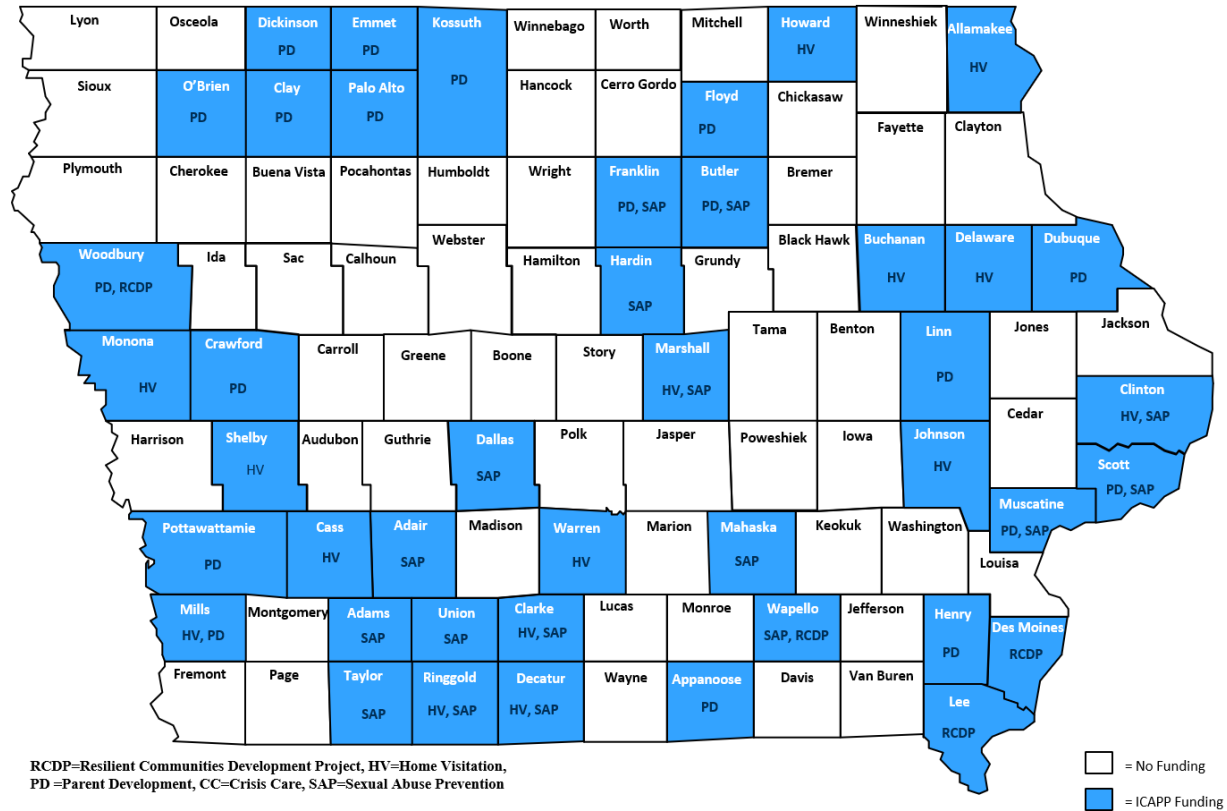 Lyon
Osceola
Dickinson
PD
Emmet
PD
Kossuth
PD
Winnebago
Worth
Mitchell
Howard
HV
Winneshiek
Allamakee
HV
Sioux
O'Brien
PD
Clay
PD
Palo Alto
PD
Hancock
Cerro Gordo
Floyd
PD
Chickasaw
Fayette
Clayton
Plymouth
Cherokee
Buena Vista
Pocahontas
Humboldt
Wright
Franklin
PD, SAP
Butler
PD, SAP
Bremer
Woodbury
PD, RCDP
Ida
Sac
Calhoun
Webster
Hamilton
Hardin
SAP
Grundy
Black Hawk
Buchanan
HV
Delaware
HV
Dubuque
PD
Monona
HV
Crawford
PD
Carroll
Greene
Boone
Story
Marshall
HV, SAP
Tama
Benton
Linn
PD
Jones
Jackson
Clinton
HV, SAP
Harrison
Shelby
HV
Audubon
Guthrie
Dallas
SAP
Polk
Jasper
Poweshiek
Iowa
Johnson
HV
Cedar
Scott
PD, SAP
Muscatine
PD, SAP
Pottawattamie
PD
Cass
HV
Adair
SAP
Madison
Warren
HV
Marion
Mahaska
SAP
Keokuk
Washington
Louisa
Mills
HV, PD
Montgomery
Adams
SAP
Union
SAP
Clarke
HV, SAP
Lucas
Monroe
Wapello
SAP, RCDP
Jefferson
Henry
PD
Des Moines
RCDP
Fremont
Page
Taylor
SAP
Ringgold
HV, SAP
Decatur
HV, SAP
Wayne
Appanoose
PD
Davis
Van Buren
Lee
RCDP
RCDP=Resilient Communities Development Project, HV=Home Visitation,
PD =Parent Development, CC=Crisis Care, SAP=Sexual Abuse Prevention
= No Funding
= ICAPP Funding